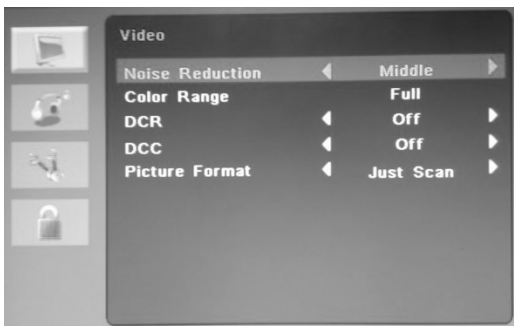 Video
Noise Reduction Middle
Color Range Full
DCR Off
DCC Off
Picture Format Just Scan